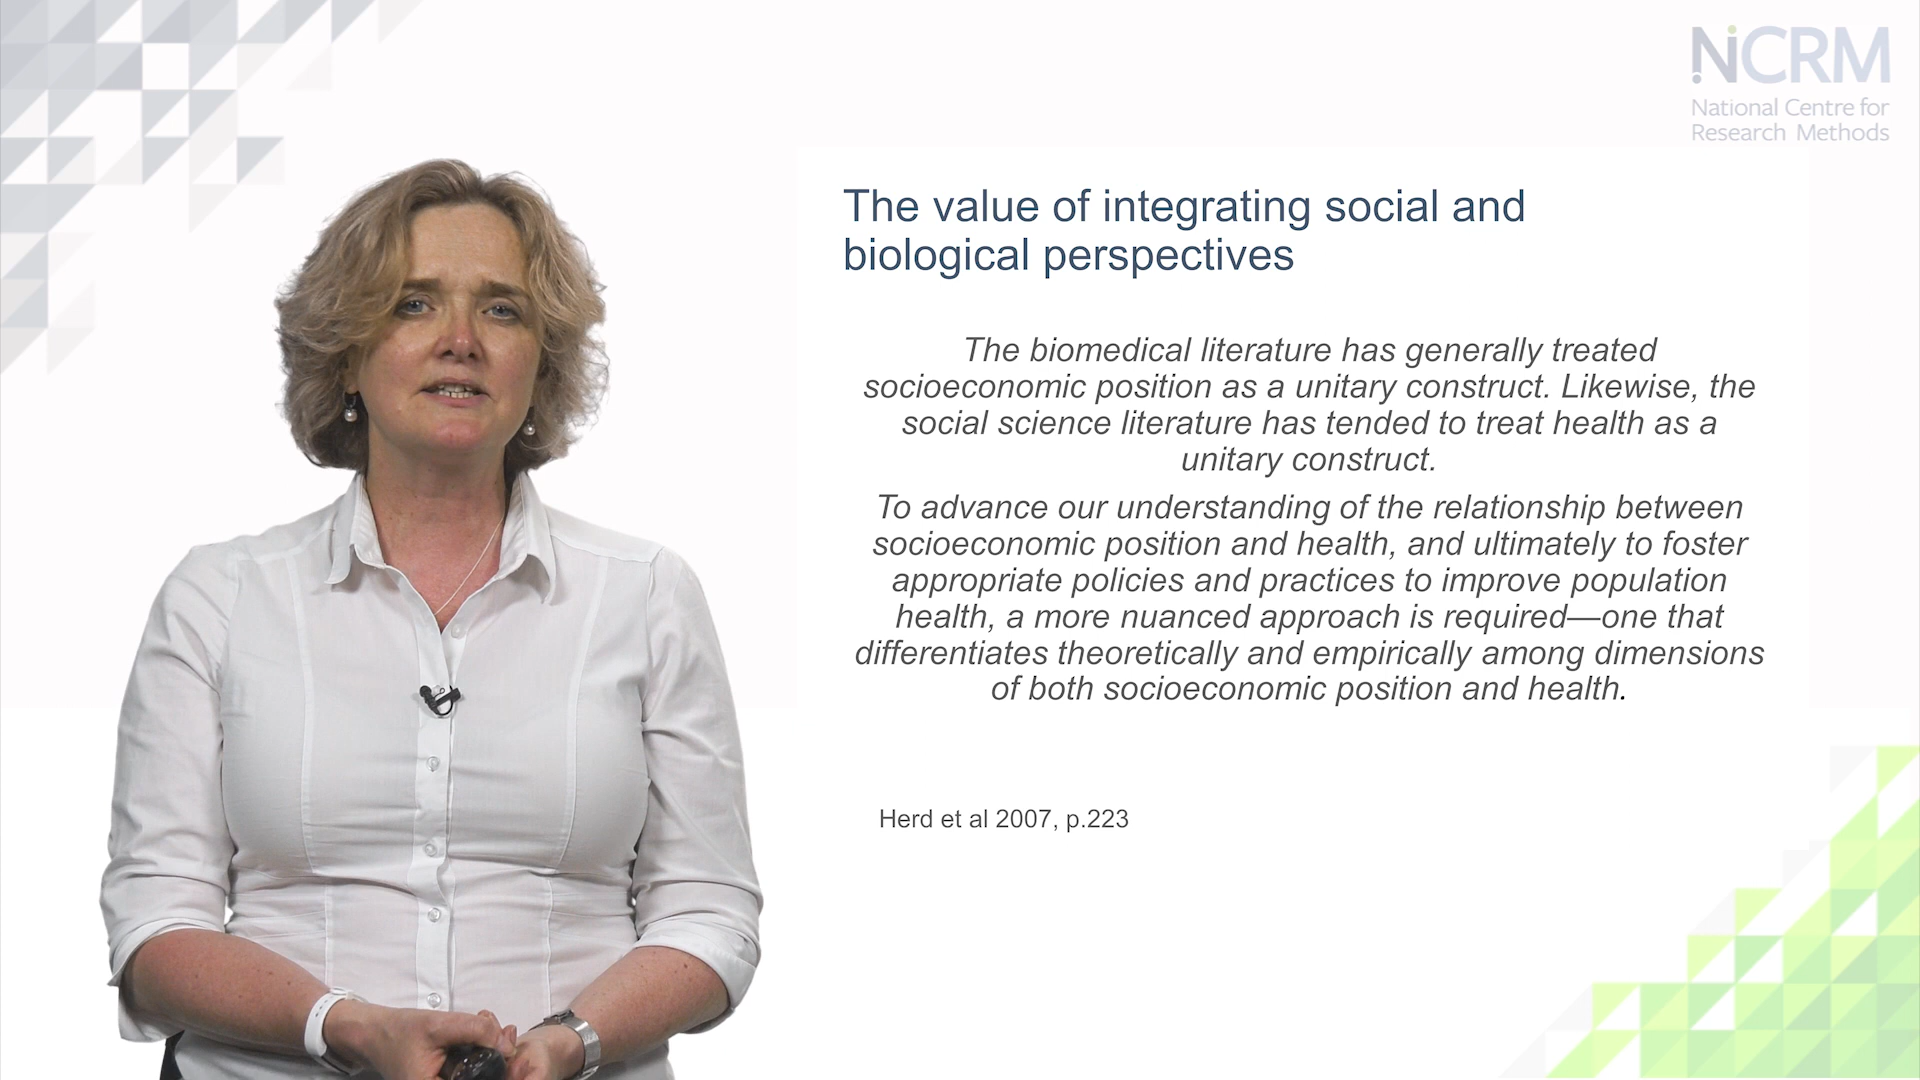 NCRM
National Centre for
Research Methods
The value of integrating social and
biological perspectives
The biomedical literature has generally treated
socioeconomic position as a unitary construct. Likewise, the
social science literature has tended to treat health as a
unitary construct.
To advance our understanding of the relationship between
socioeconomic position and health, and ultimately to foster
appropriate policies and practices to improve population
health, a more nuanced approach is required—one that
differentiates theoretically and empirically among dimensions
of both socioeconomic position and health.
Herd et al 2007, p.223